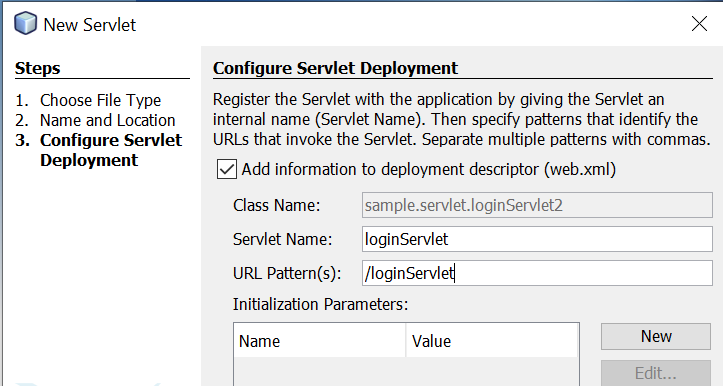 New Servlet
Steps
1. Choose File Type
2. Name and Location
3. Configure Servlet
Deployment
Configure Servlet Deployment
Register the Servlet with the application by giving the Servlet an
internal name (Servlet Name). Then specify patterns that identify the
URLs that invoke the Servlet. Separate multiple patterns with commas.
Add information to deployment descriptor (web.xml)
Class Name: sample.servlet.loginServlet2
Servlet Name: loginServlet
URL Pattern(s): /loginServlet
Initialization Parameters:
Name Value New
Edit...